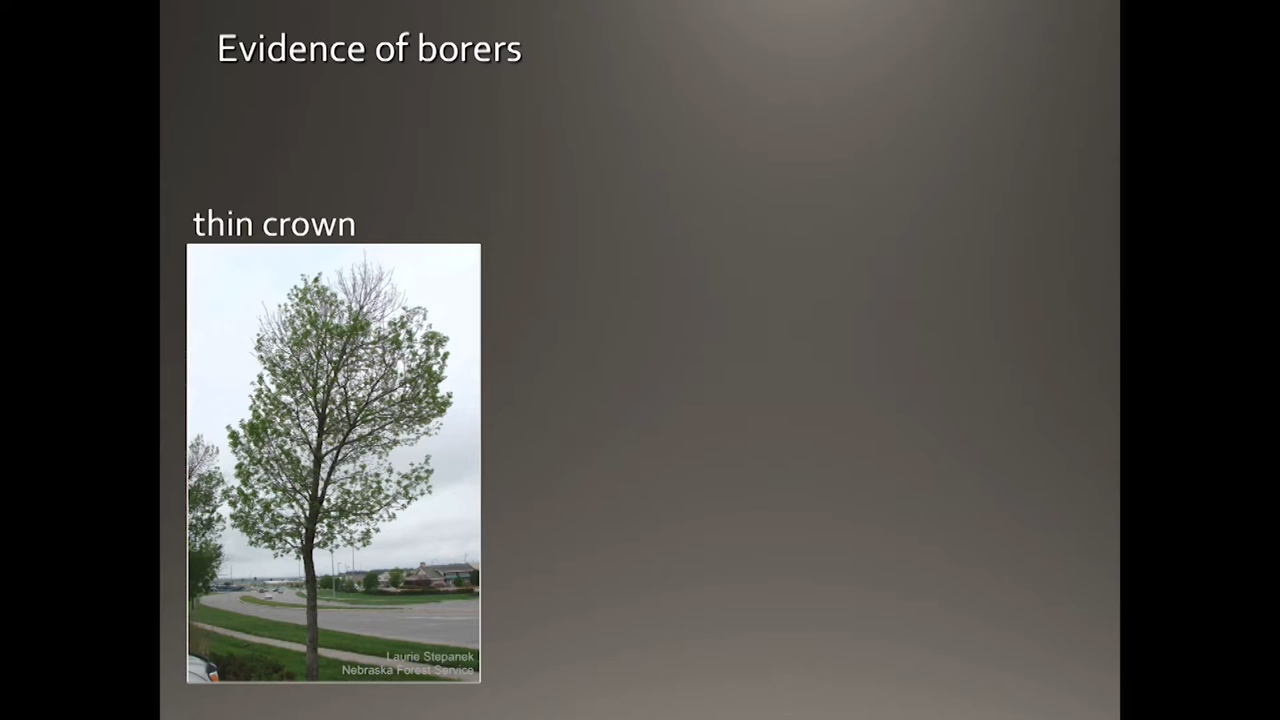 Evidence of borers
thin crown
Laurie Stepanek
Nebraska Forest Service